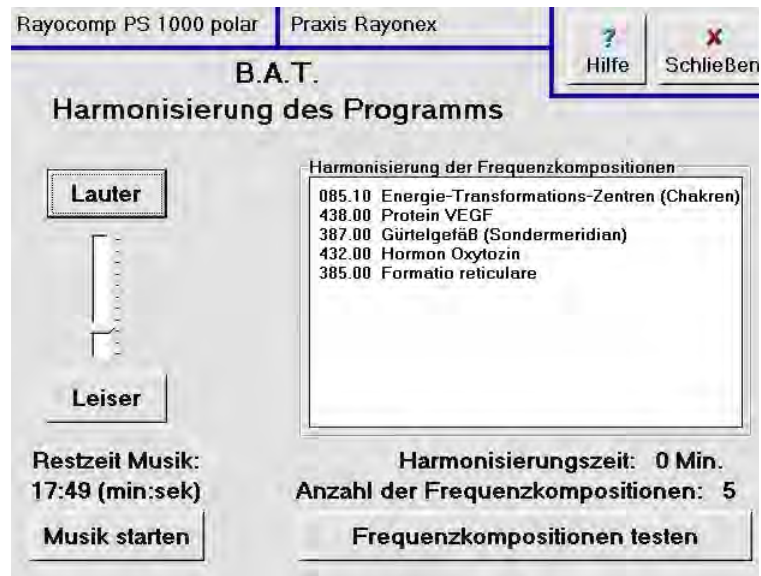 Rayocomp PS 1000 polar
Praxis Rayonex
?
Hilfe
x
Schließen
B.A.T.
Harmonisierung des Programms
Lauter
Leiser
Restzeit Musik:
17:49 (min:sek)
Musik starten
Harmonisierung der Frequenzkompositionen
085.10 Energie-Transformations-Zentren (Chakren)
438.00 Protein VEGF
387.00 Gürtelgefäß (Sondermeridian)
432.00 Hormon Oxytozin
385.00 Formatio reticulare
Harmonisierungszeit: 0 Min.
Anzahl der Frequenzkompositionen: 5
Frequenzkompositionen testen